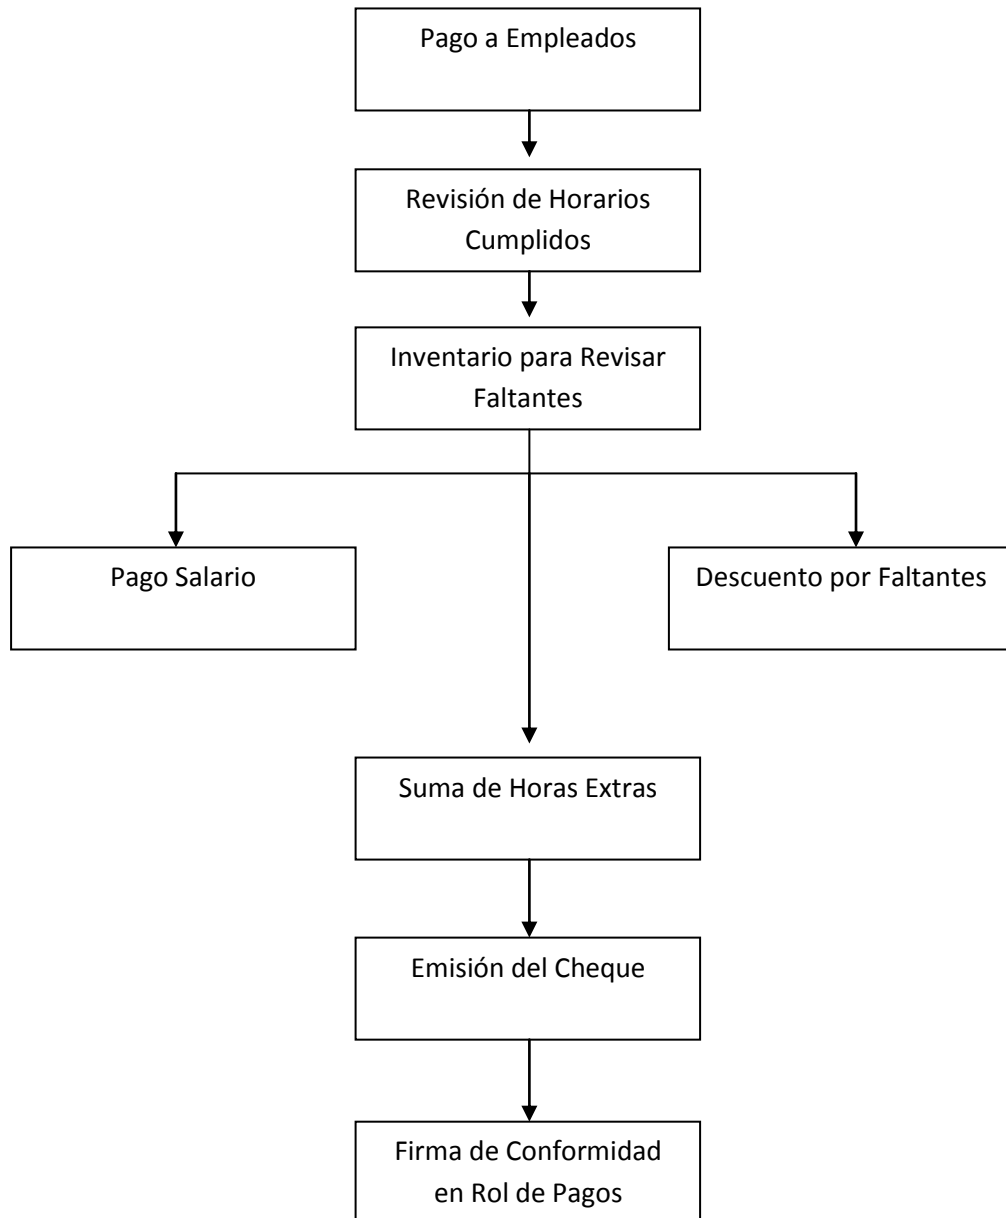 Pago a Empleados
Revisión de Horarios
Cumplidos
Inventario para Revisar
Faltantes
Pago Salario
Descuento por Faltantes
Suma de Horas Extras
Emisión del Cheque
Firma de Conformidad
en Rol de Pagos